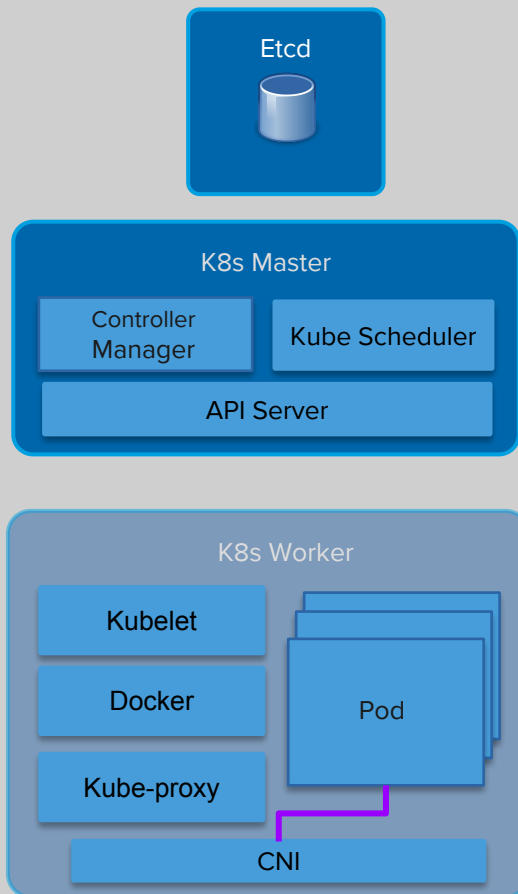 Etcd
K8s Master
Controller
Manager
Kube Scheduler
API Server
K8s Worker
Kubelet
Docker
Kube-proxy
Pod
CNI